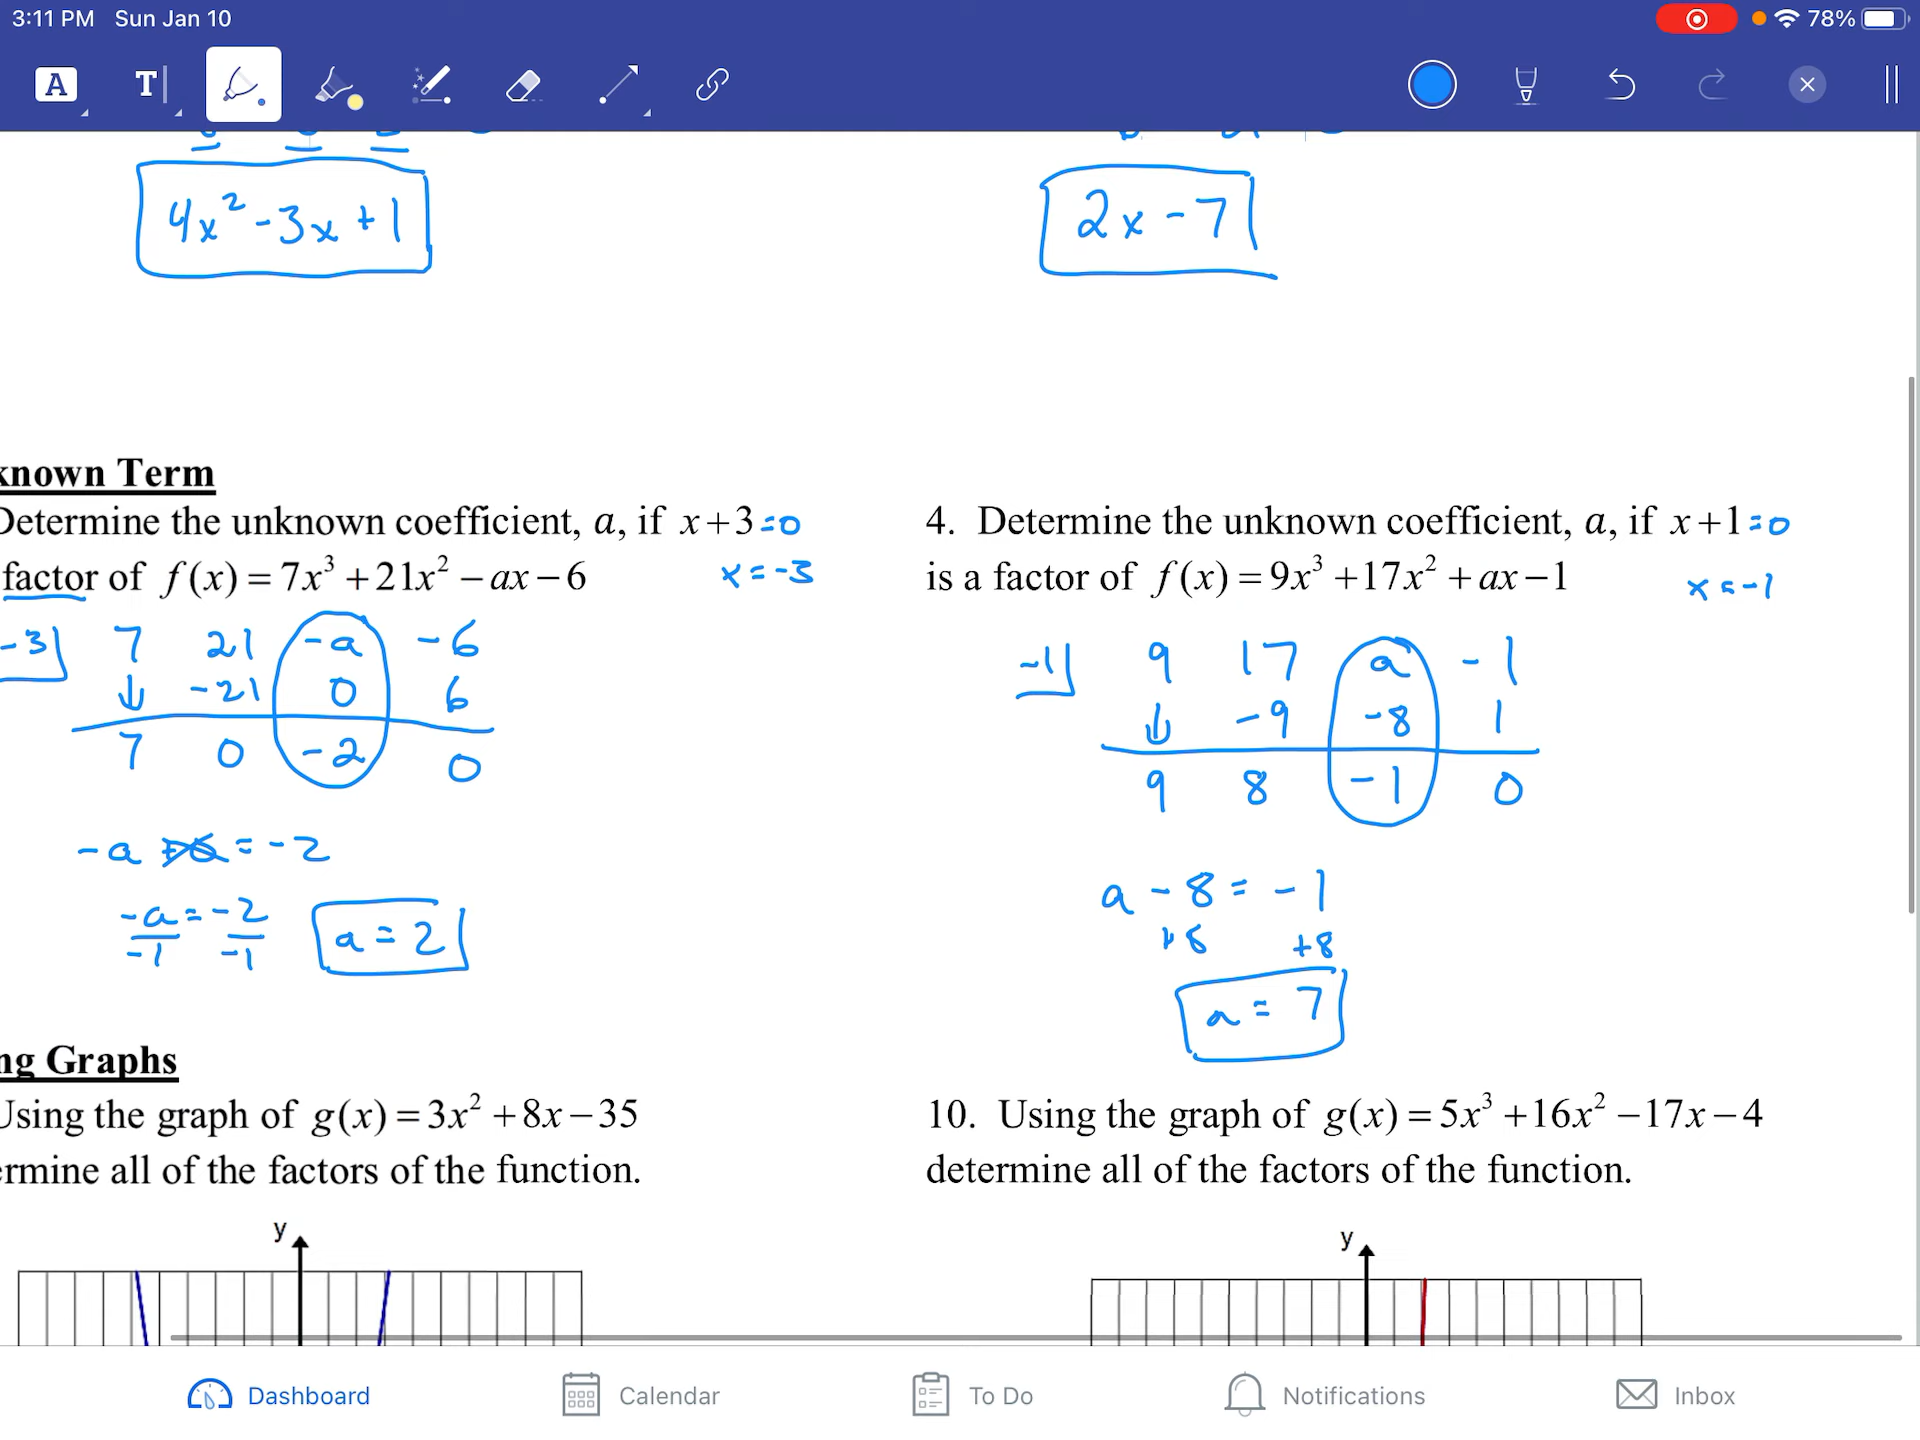 3:11 PM Sun Jan 10 78%
A T
4x² -3x +1
2x - 7
known Term
Determine the unknown coefficient, a, if x+3 =0
factor of f(x) = 7x³ +21x² − ax − 6 x = -3
-3 7 21 -a -6
↓ -21 0 6
7 0 -2 0
-a = -2
-a = -2
-1 -1
a = 2
4. Determine the unknown coefficient, a, if x+1 =0
is a factor of f(x) = 9x³ +17x² + ax −1 x = -1
-1 9 17 a -1
↓ -9 -8 1
9 8 -1 0
a - 8 = -1
+8 +8
a = 7
ng Graphs
Using the graph of g(x) = 3x² +8x − 35
ermine all of the factors of the function.
y
10. Using the graph of g(x) = 5x³ +16x² −17x − 4
determine all of the factors of the function.
y
Dashboard Calendar To Do Notifications Inbox